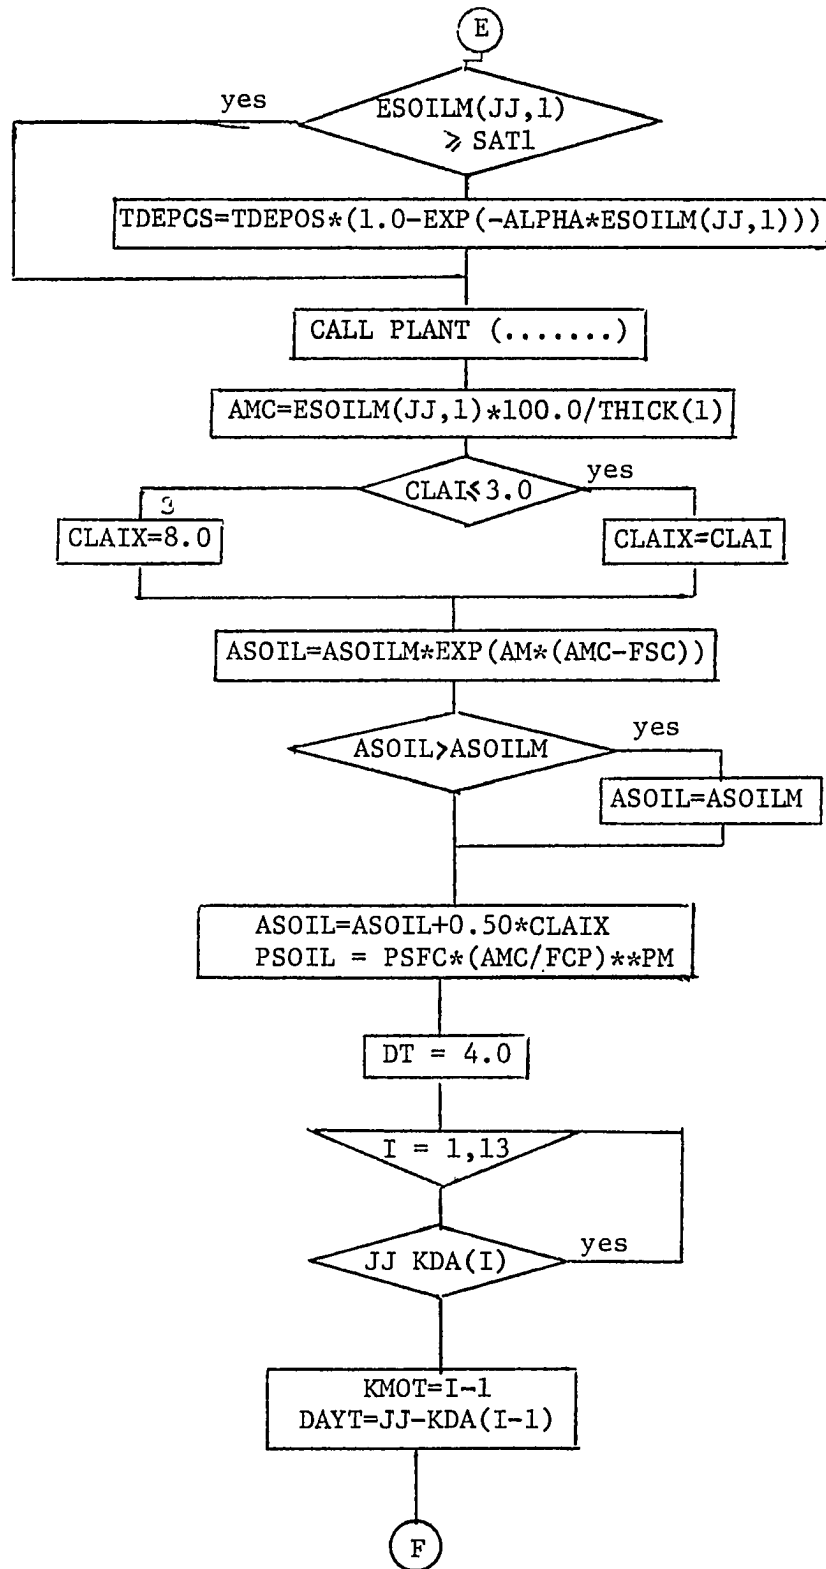 E
yes
ESOILM(JJ,1)
⩾ SAT1
TDEPCS=TDEPOS*(1.0-EXP(-ALPHA*ESOILM(JJ,1)))
CALL PLANT (.......)
AMC=ESOILM(JJ,1)*100.0/THICK(1)
CLAI⩽3.0
yes
3
CLAIX=8.0
CLAIX=CLAI
ASOIL=ASOILM*EXP(AM*(AMC-FSC))
ASOIL>ASOILM
yes
ASOIL=ASOILM
ASOIL=ASOIL+0.50*CLAIX
PSOIL = PSFC*(AMC/FCP)**PM
DT = 4.0
I = 1,13
JJ KDA(I)
yes
KMOT=I-1
DAYT=JJ-KDA(I-1)
F